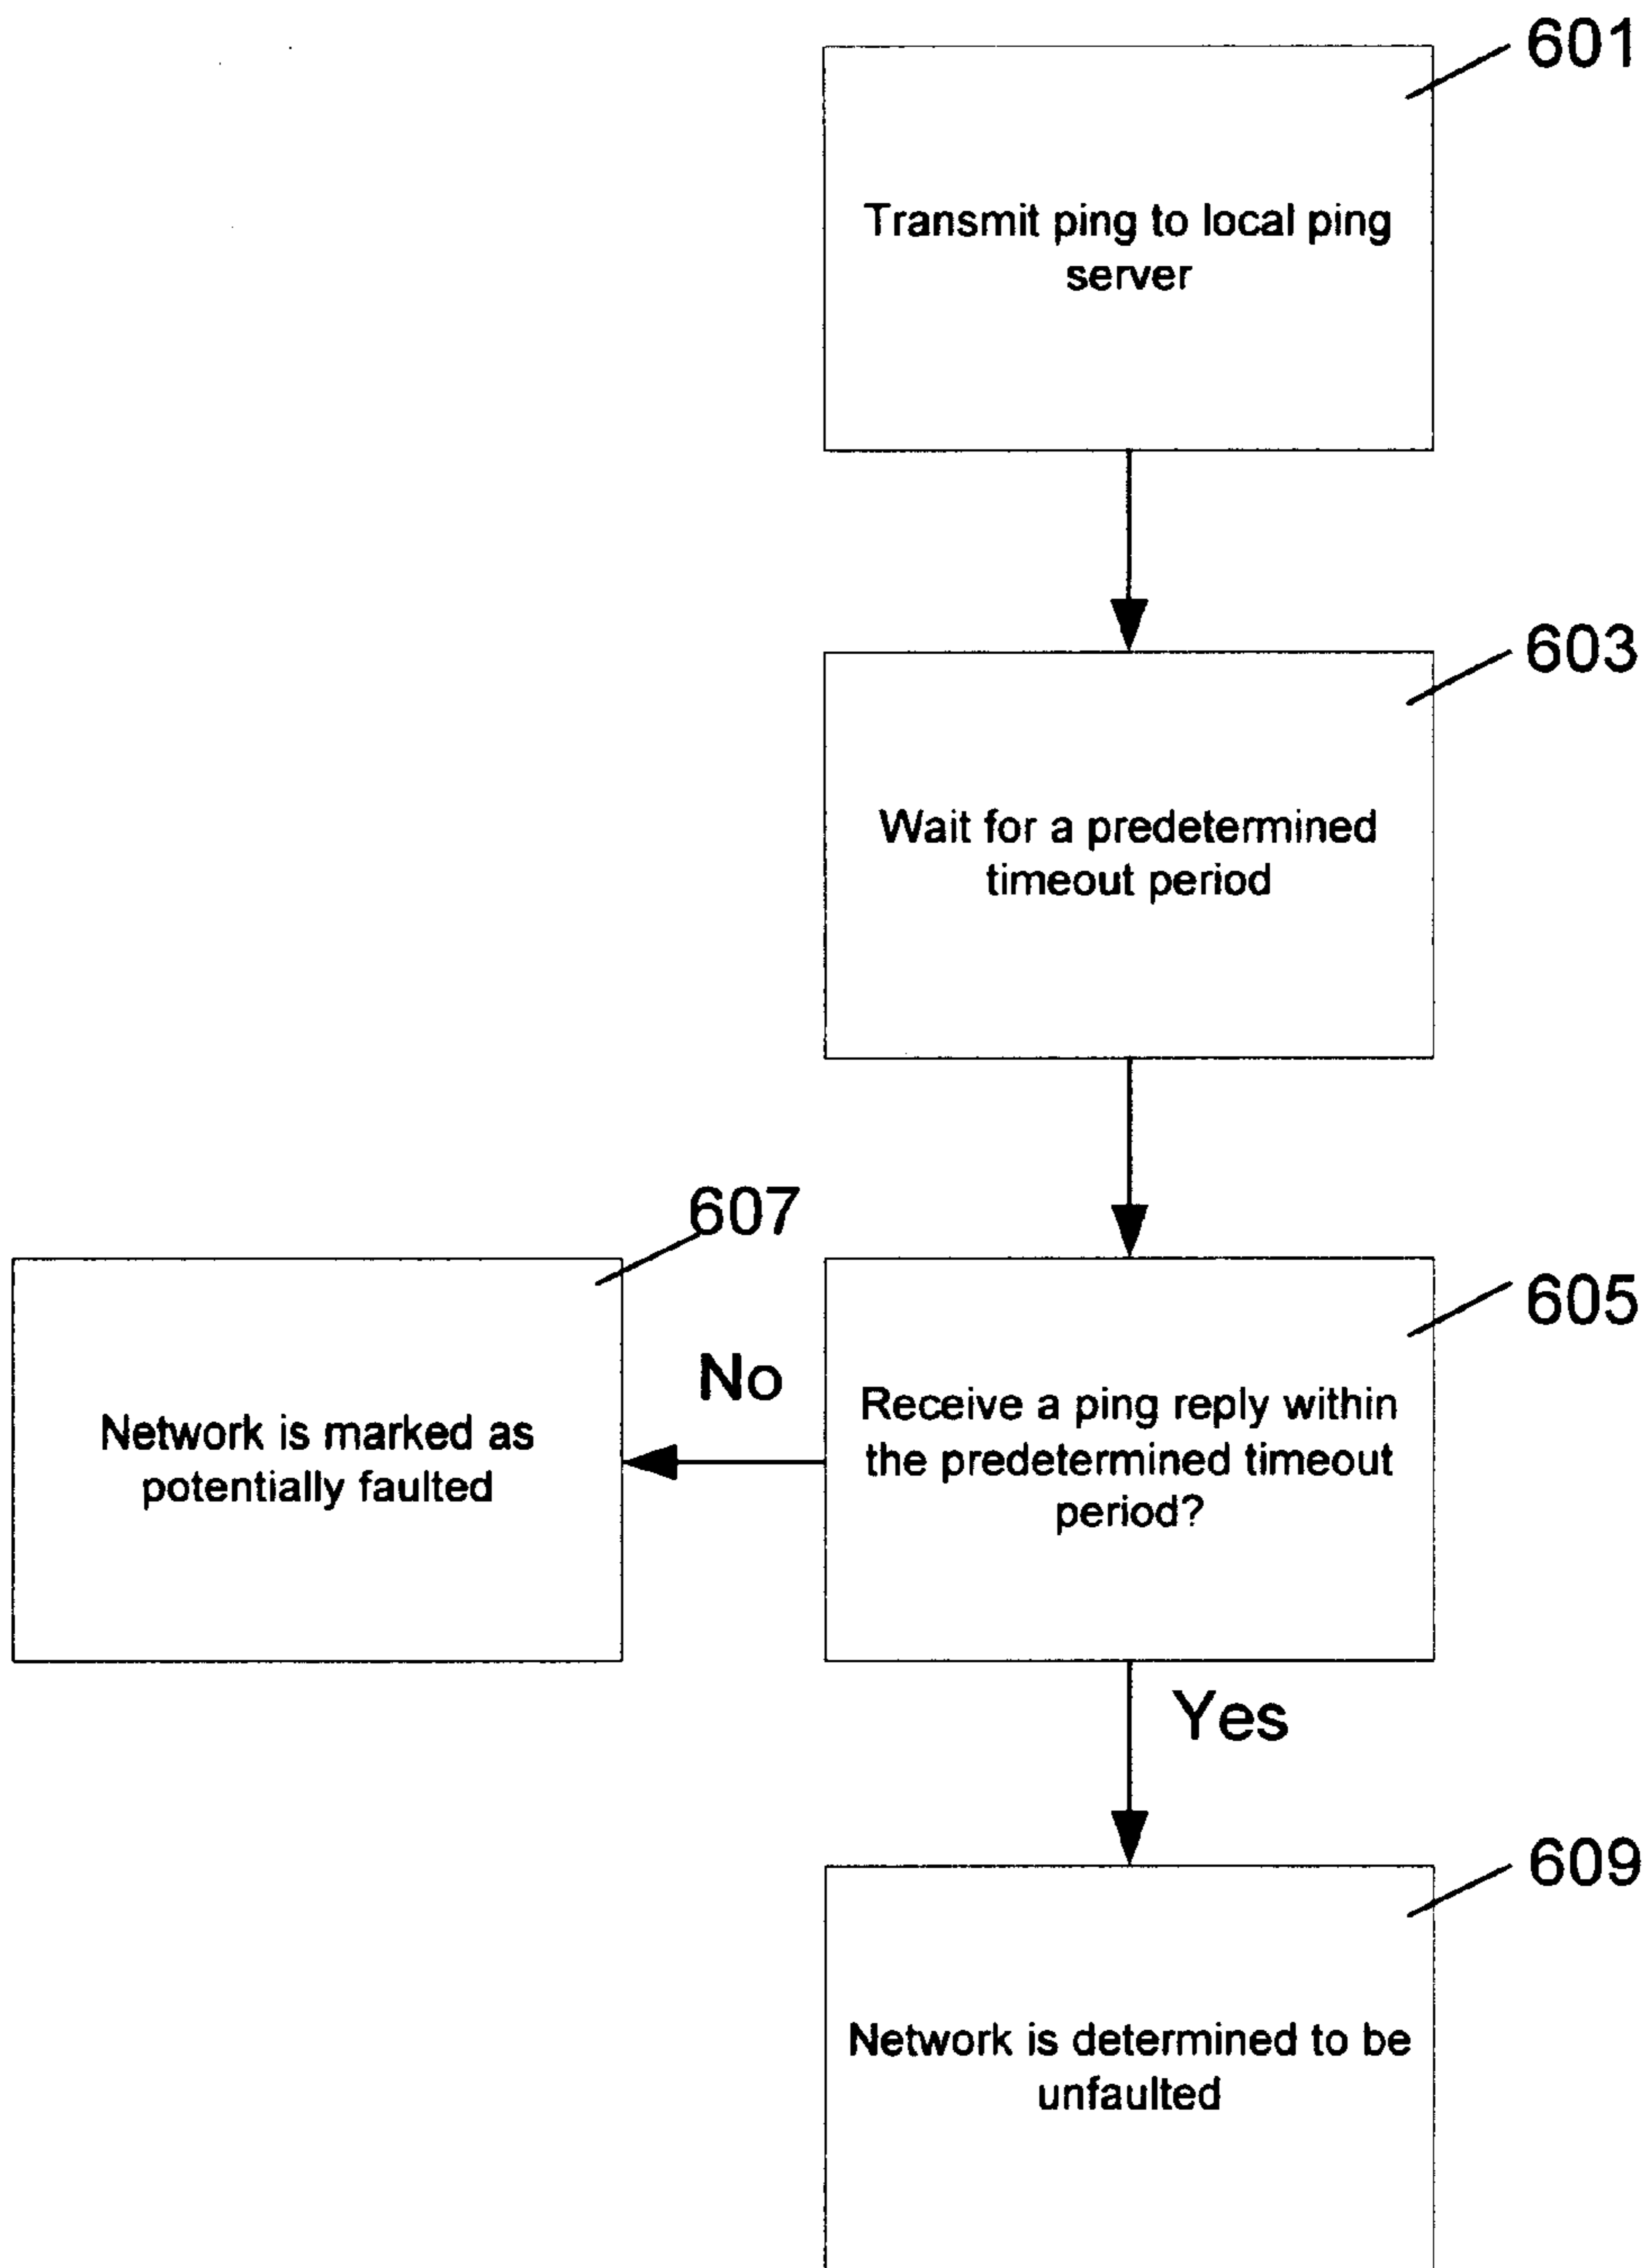 601
Transmit ping to local ping
server
603
Wait for a predetermined
timeout period
607
605
No
Receive a ping reply within
the predetermined timeout
period?
Network is marked as
potentially faulted
Yes
609
Network is determined to be
unfaulted